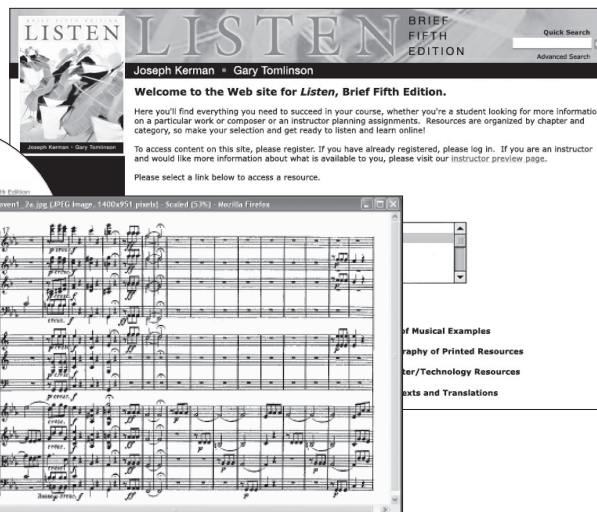 LISTEN
Joseph Kerman · Gary Tomlinson
LISTEN
BRIEF
FIFTH
EDITION
Quick Search
Advanced Search
Joseph Kerman ▪ Gary Tomlinson
Welcome to the Web site for Listen, Brief Fifth Edition.
Here you'll find everything you need to succeed in your course, whether you're a student looking for more informatio
on a particular work or composer or an instructor planning assignments. Resources are organized by chapter and
category, so make your selection and get ready to listen and learn online!
To access content on this site, please register. If you have already registered, please log in. If you are an instructor
and would like more information about what is available to you, please visit our instructor preview page.
Please select a link below to access a resource.
th Edition
oven1_2a.jpg (JPEG Image, 1400x951 pixels) - Scaled (53%) - Mozilla Firefox
of Musical Examples
raphy of Printed Resources
ter/Technology Resources
exts and Translations